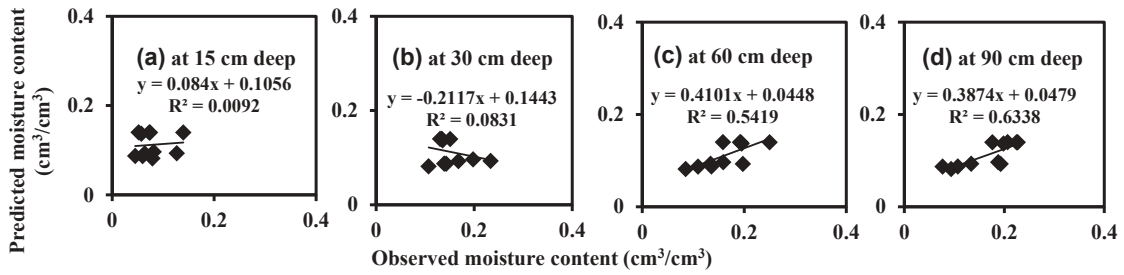 Predicted moisture content
(cm³/cm³)
0.4
0.2
0
(a) at 15 cm deep
y = 0.084x + 0.1056
R² = 0.0092
0
0.2
0.4
0.4
0.2
0
(b) at 30 cm deep
y = -0.2117x + 0.1443
R² = 0.0831
0
0.2
0.4
0.4
0.2
0
(c) at 60 cm deep
y = 0.4101x + 0.0448
R² = 0.5419
0
0.2
0.4
0.4
0.2
0
(d) at 90 cm deep
y = 0.3874x + 0.0479
R² = 0.6338
0
0.2
0.4
Observed moisture content (cm³/cm³)